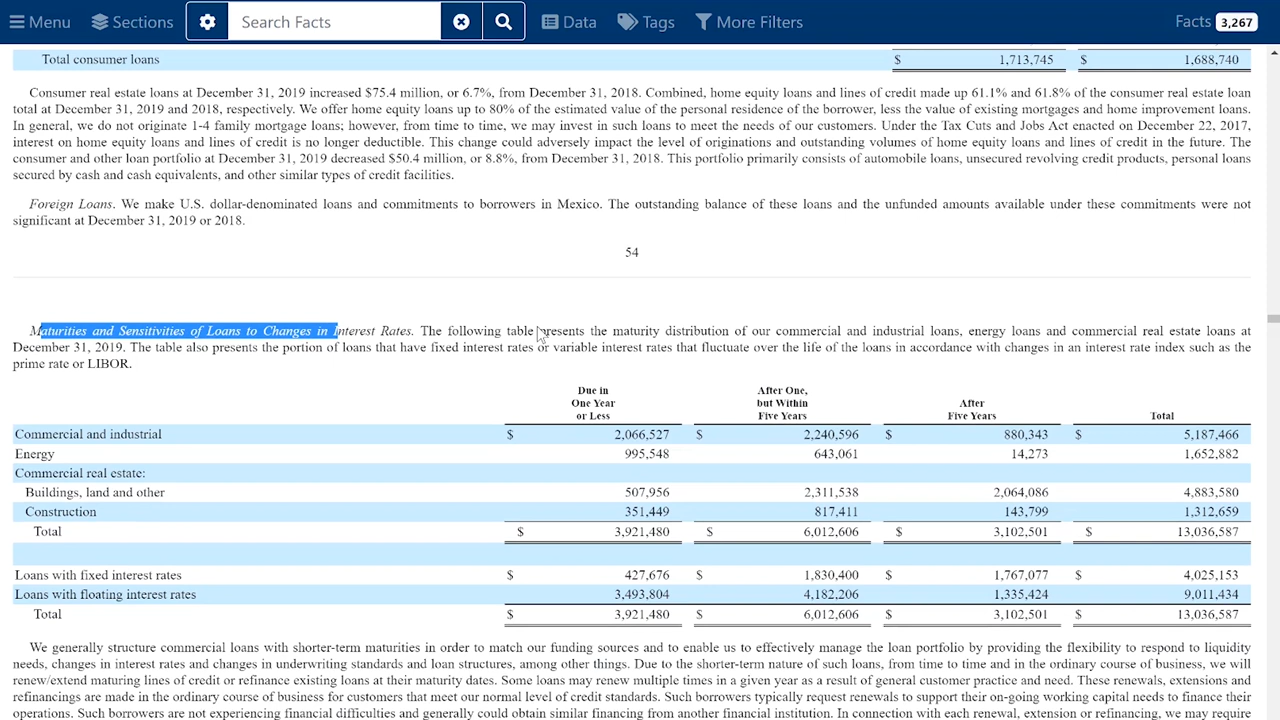 Menu Sections Search Facts Data Tags More Filters Facts 3,267
Total consumer loans $ 1,713,745 $ 1,688,740
Consumer real estate loans at December 31, 2019 increased $75.4 million, or 6.7%, from December 31, 2018. Combined, home equity loans and lines of credit made up 61.1% and 61.8% of the consumer real estate loan
total at December 31, 2019 and 2018, respectively. We offer home equity loans up to 80% of the estimated value of the personal residence of the borrower, less the value of existing mortgages and home improvement loans.
In general, we do not originate 1-4 family mortgage loans; however, from time to time, we may invest in such loans to meet the needs of our customers. Under the Tax Cuts and Jobs Act enacted on December 22, 2017,
interest on home equity loans and lines of credit is no longer deductible. This change could adversely impact the level of originations and outstanding volumes of home equity loans and lines of credit in the future. The
consumer and other loan portfolio at December 31, 2019 decreased $50.4 million, or 8.8%, from December 31, 2018. This portfolio primarily consists of automobile loans, unsecured revolving credit products, personal loans
secured by cash and cash equivalents, and other similar types of credit facilities.
Foreign Loans. We make U.S. dollar-denominated loans and commitments to borrowers in Mexico. The outstanding balance of these loans and the unfunded amounts available under these commitments were not
significant at December 31, 2019 or 2018.
54
Maturities and Sensitivities of Loans to Changes in Interest Rates. The following table presents the maturity distribution of our commercial and industrial loans, energy loans and commercial real estate loans at
December 31, 2019. The table also presents the portion of loans that have fixed interest rates or variable interest rates that fluctuate over the life of the loans in accordance with changes in an interest rate index such as the
prime rate or LIBOR.
Due in
One Year
or Less
After One,
but Within
Five Years
After
Five Years
Total
Commercial and industrial $ 2,066,527 $ 2,240,596 $ 880,343 $ 5,187,466
Energy 995,548 643,061 14,273 1,652,882
Commercial real estate:
Buildings, land and other 507,956 2,311,538 2,064,086 4,883,580
Construction 351,449 817,411 143,799 1,312,659
Total $ 3,921,480 $ 6,012,606 $ 3,102,501 $ 13,036,587
Loans with fixed interest rates $ 427,676 $ 1,830,400 $ 1,767,077 $ 4,025,153
Loans with floating interest rates 3,493,804 4,182,206 1,335,424 9,011,434
Total $ 3,921,480 $ 6,012,606 $ 3,102,501 $ 13,036,587
We generally structure commercial loans with shorter-term maturities in order to match our funding sources and to enable us to effectively manage the loan portfolio by providing the flexibility to respond to liquidity
needs, changes in interest rates and changes in underwriting standards and loan structures, among other things. Due to the shorter-term nature of such loans, from time to time and in the ordinary course of business, we will
renew/extend maturing lines of credit or refinance existing loans at their maturity dates. Some loans may renew multiple times in a given year as a result of general customer practice and need. These renewals, extensions and
refinancings are made in the ordinary course of business for customers that meet our normal level of credit standards. Such borrowers typically request renewals to support their on-going working capital needs to finance their
operations. Such borrowers are not experiencing financial difficulties and generally could obtain similar financing from another financial institution. In connection with each renewal, extension or refinancing, we may require